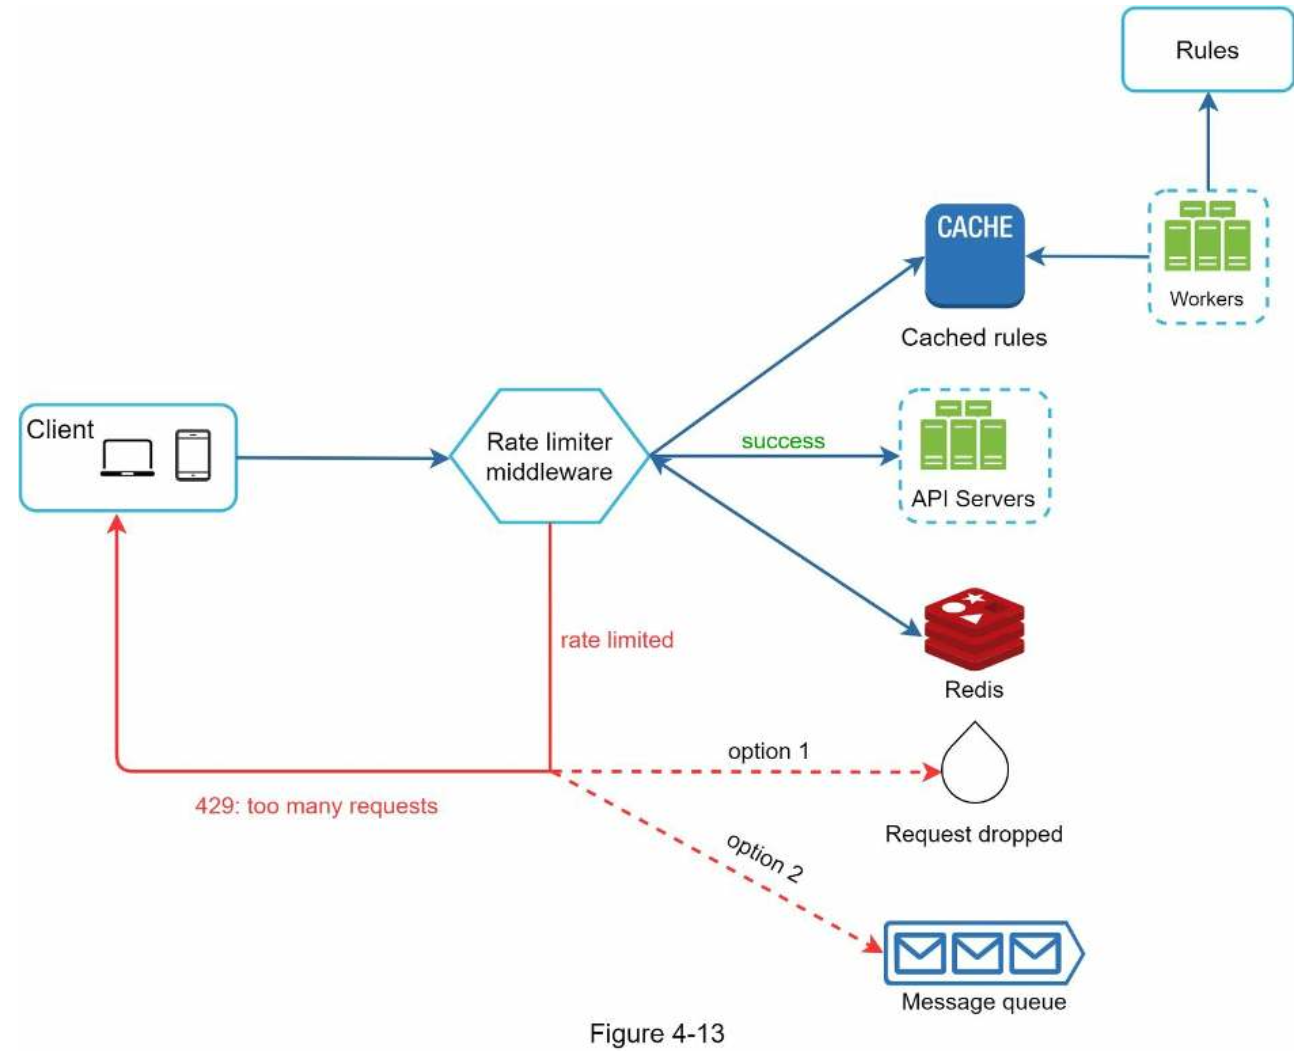 Rules
CACHE
Workers
Cached rules
Client
Rate limiter
middleware
success
API Servers
rate limited
Redis
option 1
429: too many requests
Request dropped
option 2
Message queue
Figure 4-13